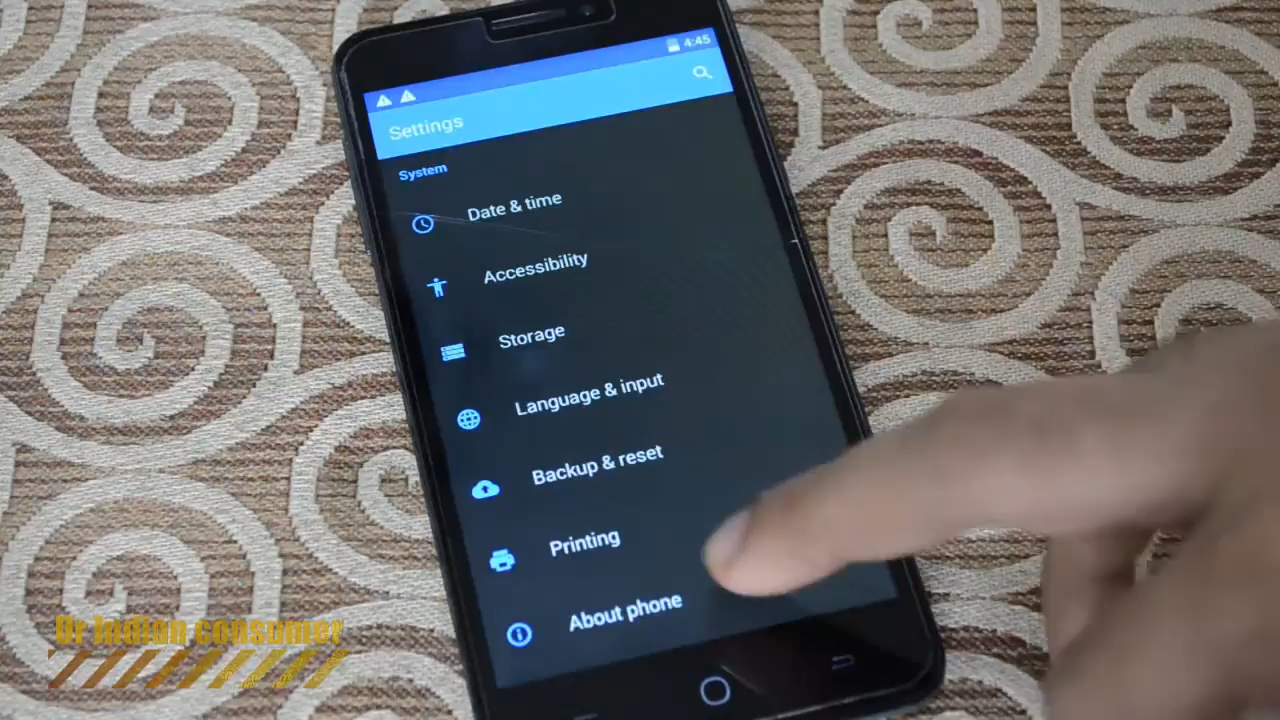 4:45
Settings
System
Date & time
Accessibility
Storage
Language & input
Backup & reset
Printing
About phone
Dr Indian consumer